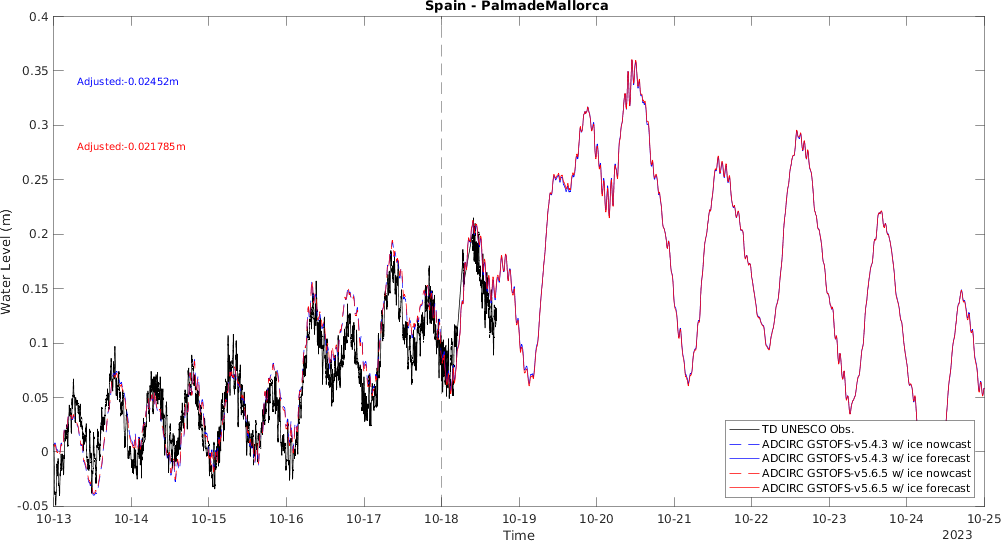 Spain - PalmadeMallorca
0.4
0.35
0.3
0.25
0.2
0.15
0.1
0.05
0
-0.05
Water Level (m)
Adjusted:-0.02452m
Adjusted:-0.021785m
TD UNESCO Obs.
ADCIRC GSTOFS-v5.4.3 w/ ice nowcast
ADCIRC GSTOFS-v5.4.3 w/ ice forecast
ADCIRC GSTOFS-v5.6.5 w/ ice nowcast
ADCIRC GSTOFS-v5.6.5 w/ ice forecast
10-13 10-14 10-15 10-16 10-17 10-18 10-19 10-20 10-21 10-22 10-23 10-24 10-25
Time
2023